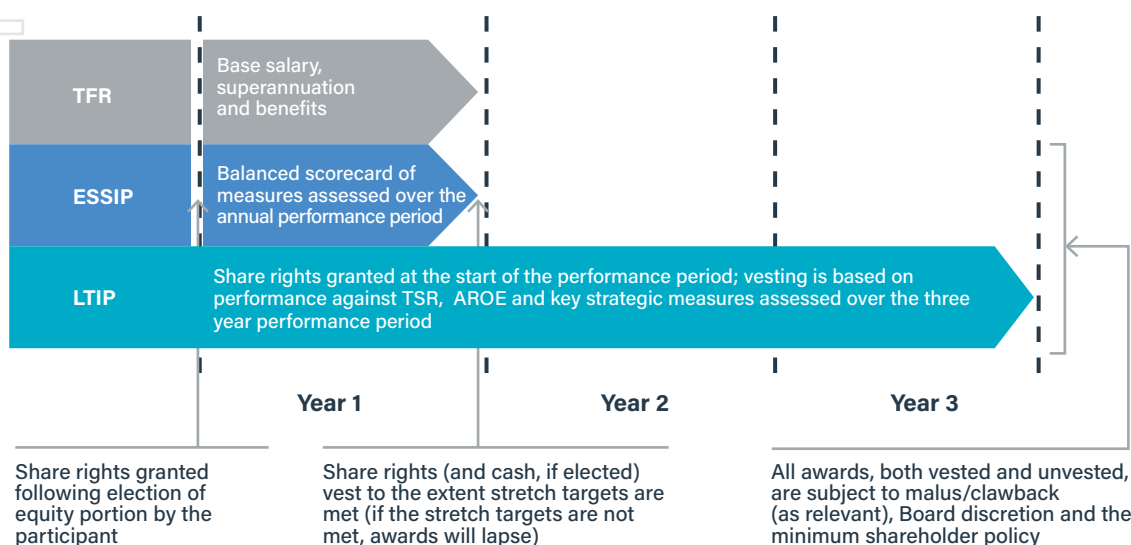 TFR
Base salary,
superannuation
and benefits
ESSIP
Balanced scorecard of
measures assessed over the
annual performance period
LTIP
Share rights granted at the start of the performance period; vesting is based on
performance against TSR, AROE and key strategic measures assessed over the three
year performance period
Year 1
Year 2
Year 3
Share rights granted
following election of
equity portion by the
participant
Share rights (and cash, if elected)
vest to the extent stretch targets are
met (if the stretch targets are not
met, awards will lapse)
All awards, both vested and unvested,
are subject to malus/clawback
(as relevant), Board discretion and the
minimum shareholder policy